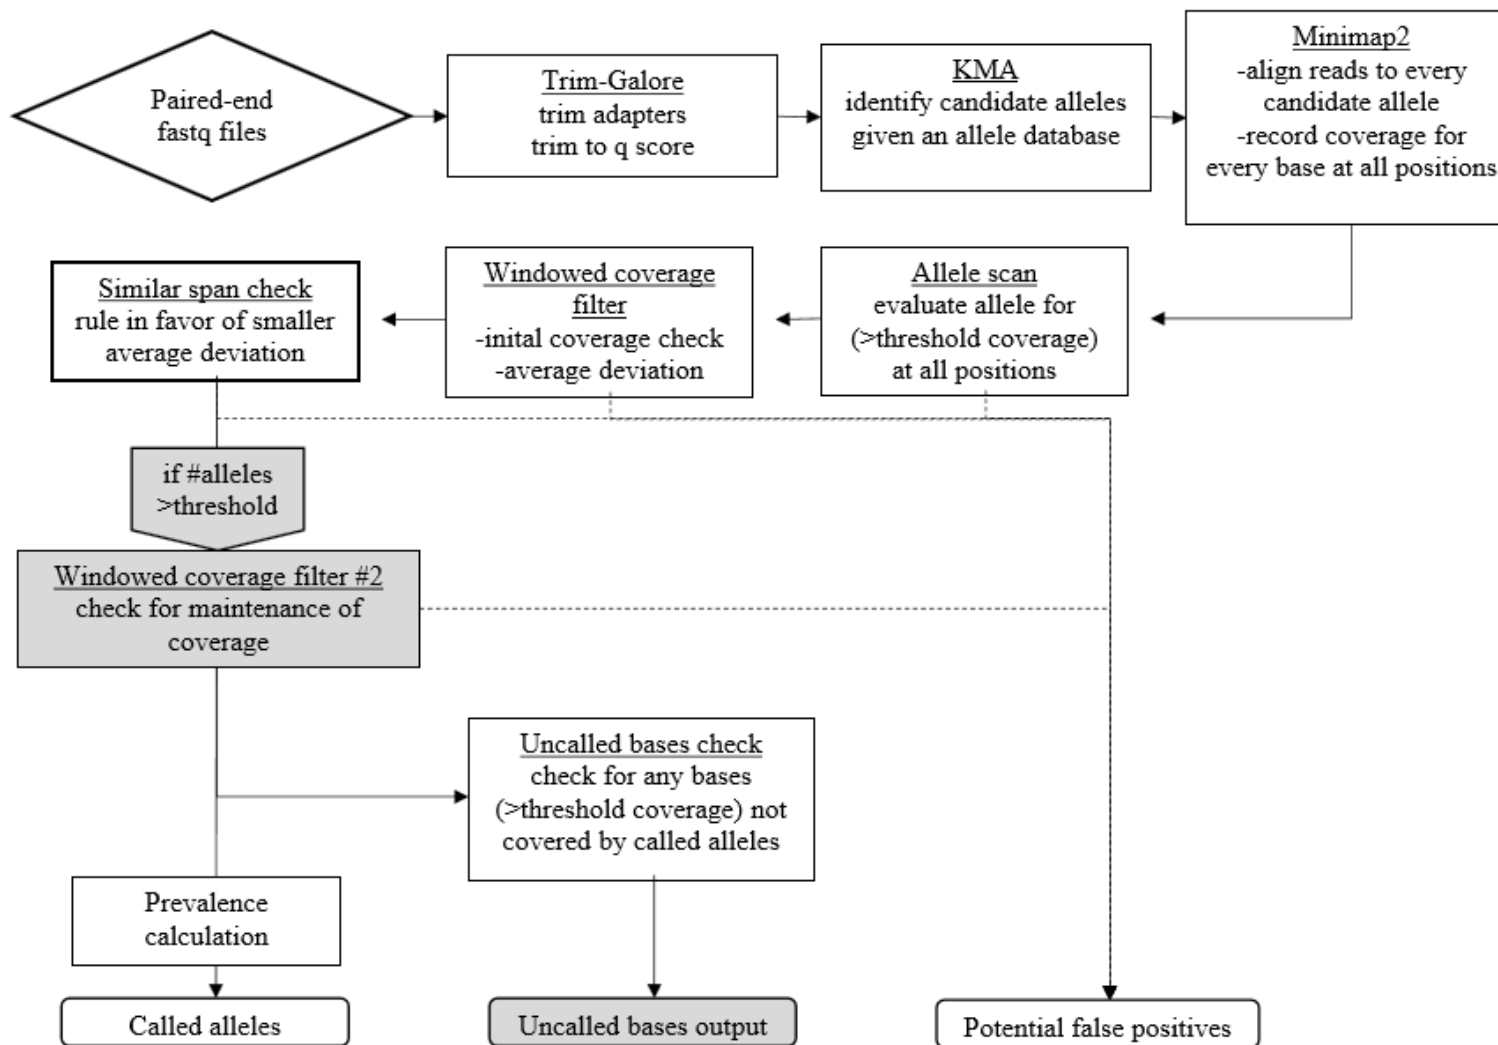 Paired-end
fastq files
Trim-Galore
trim adapters
trim to q score
KMA
identify candidate alleles
given an allele database
Minimap2
-align reads to every
candidate allele
-record coverage for
every base at all positions
Similar span check
rule in favor of smaller
average deviation
Windowed coverage
filter
-inital coverage check
-average deviation
Allele scan
evaluate allele for
(>threshold coverage)
at all positions
if #alleles
>threshold
Windowed coverage filter #2
check for maintenance of
coverage
Uncalled bases check
check for any bases
(>threshold coverage) not
covered by called alleles
Prevalence
calculation
Called alleles
Uncalled bases output
Potential false positives